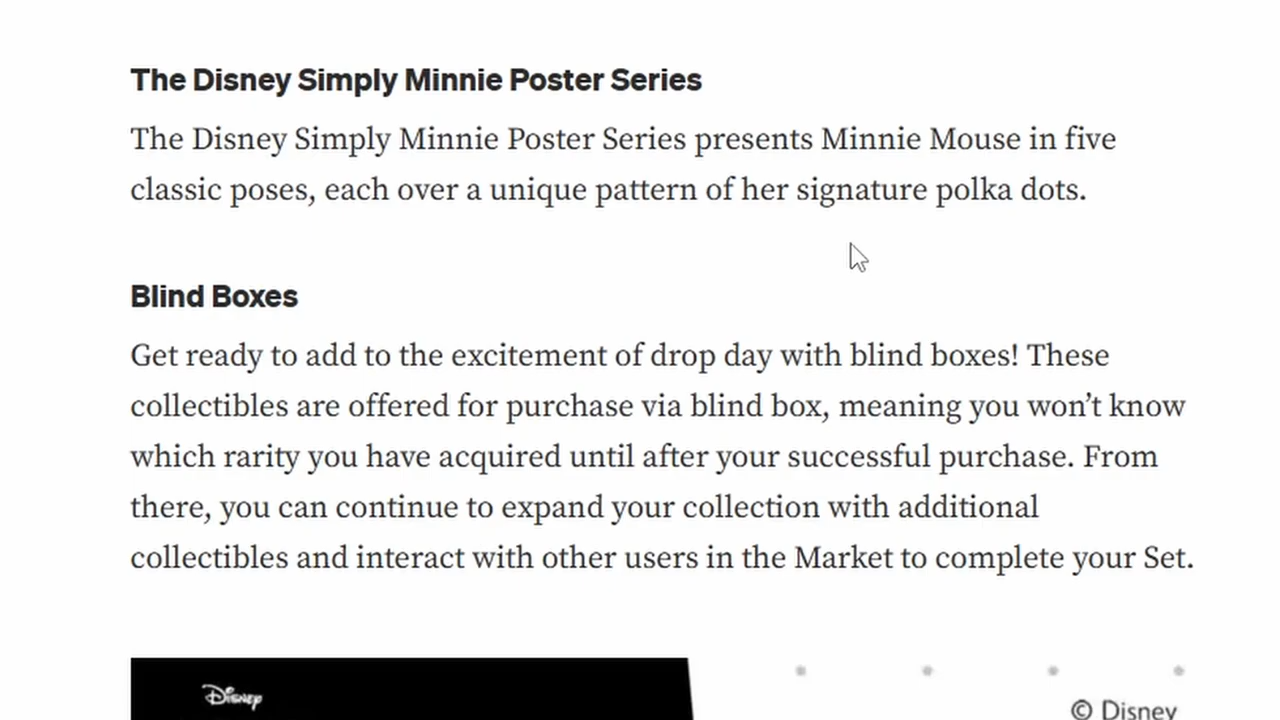 The Disney Simply Minnie Poster Series
The Disney Simply Minnie Poster Series presents Minnie Mouse in five
classic poses, each over a unique pattern of her signature polka dots.
Blind Boxes
Get ready to add to the excitement of drop day with blind boxes! These
collectibles are offered for purchase via blind box, meaning you won’t know
which rarity you have acquired until after your successful purchase. From
there, you can continue to expand your collection with additional
collectibles and interact with other users in the Market to complete your Set.
Disney
© Disney